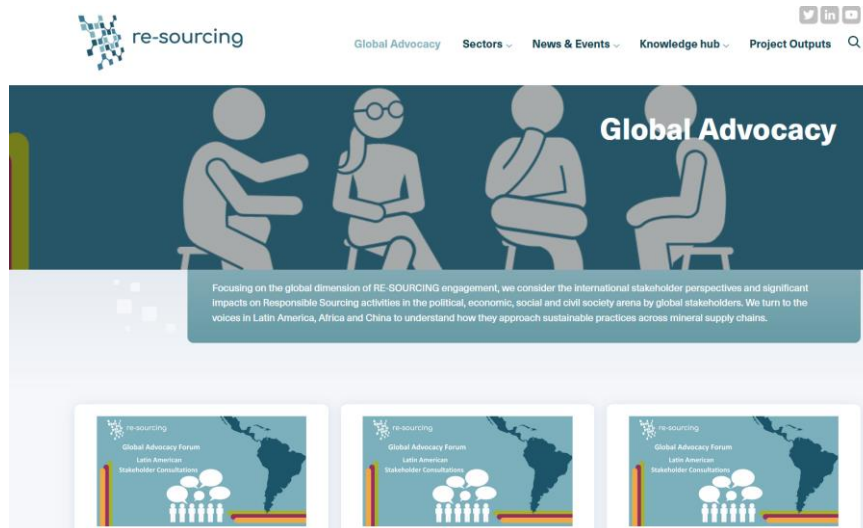 re-sourcing
Global Advocacy Sectors News & Events Knowledge hub Project Outputs
Global Advocacy
Focusing on the global dimension of RE-SOURCING engagement, we consider the international stakeholder perspectives and significant
impacts on Responsible Sourcing activities in the political, economic, social and civil society arena by global stakeholders. We turn to the
voices in Latin America, Africa and China to understand how they approach sustainable practices across mineral supply chains.
re-sourcing
Global Advocacy Forum
Latin American
Stakeholder Consultations
re-sourcing
Global Advocacy Forum
Latin American
Stakeholder Consultations
re-sourcing
Global Advocacy Forum
Latin American
Stakeholder Consultations